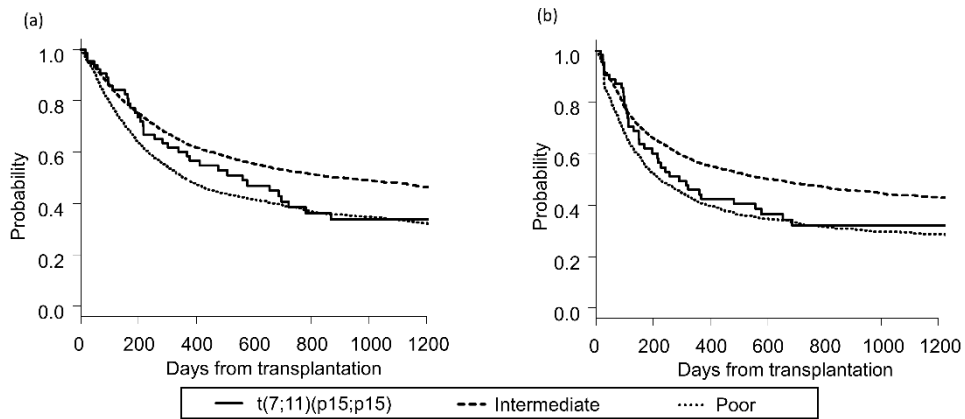 (a)
1.0
0.8
0.6
0.4
0.2
0.0
Probability
0 200 400 600 800 1000 1200
Days from transplantation
(b)
1.0
0.8
0.6
0.4
0.2
0.0
Probability
0 200 400 600 800 1000 1200
Days from transplantation
t(7;11)(p15;p15) Intermediate Poor